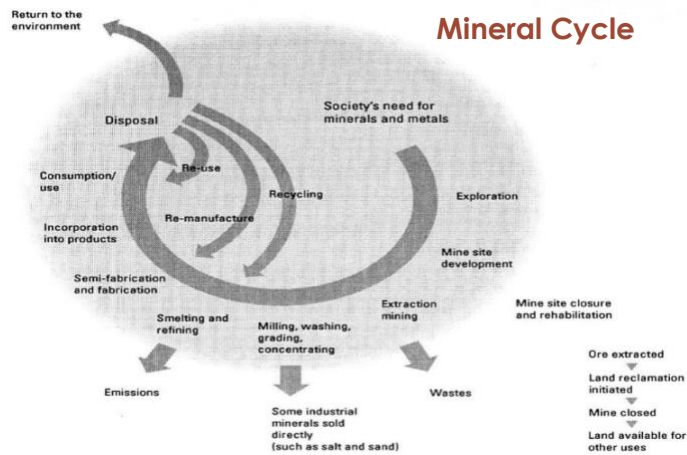 Mineral Cycle
Return to the
environment
Disposal
Society's need for
minerals and metals
Re-use
Consumption/
use
Recycling
Exploration
Re-manufacture
Incorporation
into products
Mine site
development
Semi-fabrication
and fabrication
Extraction
mining
Mine site closure
and rehabilitation
Smelting and
refining
Milling, washing,
grading,
concentrating
Ore extracted
Land reclamation
initiated
Mine closed
Land available for
other uses
Emissions
Wastes
Some industrial
minerals sold
directly
(such as salt and sand)